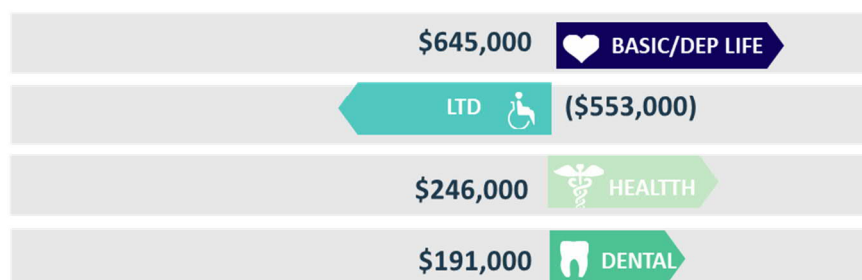 $645,000 BASIC/DEP LIFE
LTD ($553,000)
$246,000 HEALTTH
$191,000 DENTAL